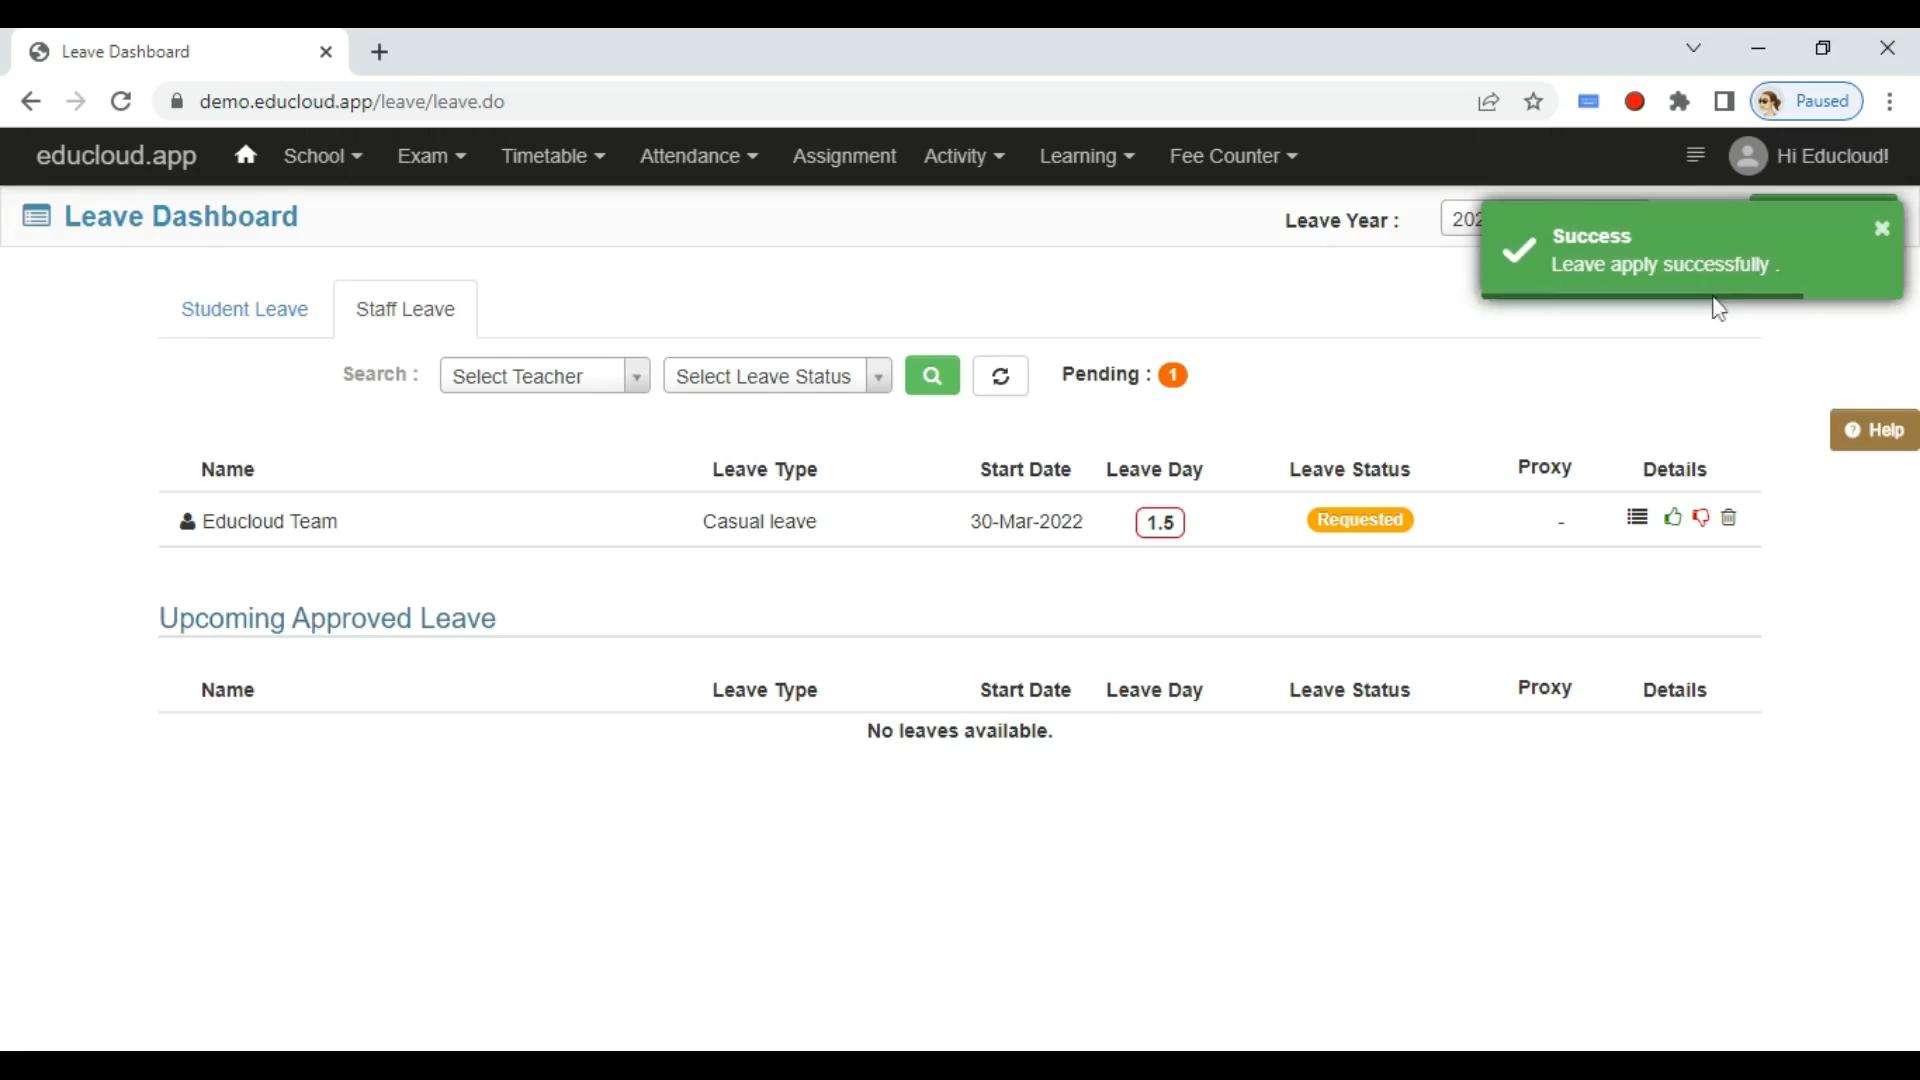 Leave Dashboard
demo.educloud.app/leave/leave.do
Paused
educloud.app School Exam Timetable Attendance Assignment Activity Learning Fee Counter Hi Educloud!
Leave Dashboard
Leave Year :
Success
Leave apply successfully .
Student Leave Staff Leave
Search : Select Teacher Select Leave Status Pending : 1
Help
Name Leave Type Start Date Leave Day Leave Status Proxy Details
Educloud Team Casual leave 30-Mar-2022 1.5 Requested -
Upcoming Approved Leave
Name Leave Type Start Date Leave Day Leave Status Proxy Details
No leaves available.